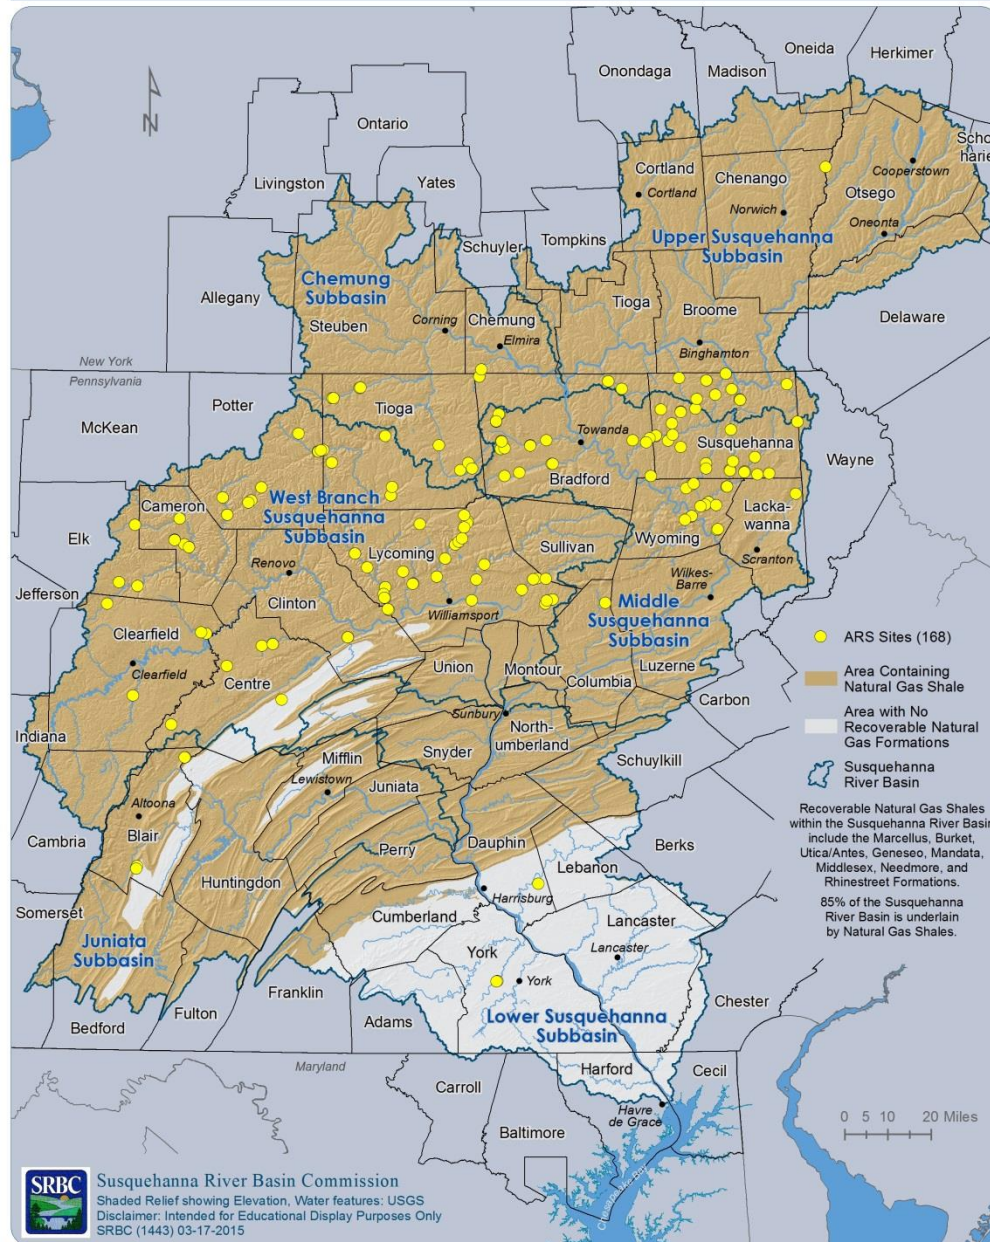 Oneida
Herkimer
Onondaga
Madison
Ontario
Scho
harie
Cortland
Chenango
Cooperstown
Livingston
Yates
Cortland
Otsego
Norwich
Oneonta
Schuyler
Tompkins
Upper Susquehanna
Subbasin
Chemung
Subbasin
Allegany
Tioga
Broome
Steuben
Corning
Chemung
Delaware
Elmira
Binghamton
New York
Pennsylvania
Potter
Tioga
McKean
Towanda
Susquehanna
Wayne
Bradford
West Branch
Susquehanna
Subbasin
Cameron
Lacka-
wanna
Elk
Lycoming
Sullivan
Wyoming
Renovo
Scranton
Wilkes-
Barre
Jefferson
Clinton
Williamsport
Middle
Susquehanna
Subbasin
Clearfield
ARS Sites (168)
Clearfield
Centre
Union
Montour
Columbia
Luzerne
Area Containing
Natural Gas Shale
Carbon
Sunbury
North-
umberland
Area with No
Recoverable Natural
Gas Formations
Indiana
Snyder
Mifflin
Schuylkill
Susquehanna
River Basin
Lewistown
Juniata
Altoona
Recoverable Natural Gas Shales
within the Susquehanna River Basin
include the Marcellus, Burket,
Utica/Antes, Geneseo, Mandata,
Middlesex, Needmore, and
Rhinestreet Formations.
85% of the Susquehanna
River Basin is underlain
by Natural Gas Shales.
Cambria
Blair
Dauphin
Berks
Perry
Lebanon
Huntingdon
Harrisburg
Somerset
Cumberland
Lancaster
Juniata
Subbasin
York
Lancaster
York
Franklin
Chester
Fulton
Bedford
Adams
Lower Susquehanna
Subbasin
Maryland
Harford
Cecil
Carroll
Havre
de Grace
Baltimore
0 5 10 20 Miles
N
SRBC
Susquehanna River Basin Commission
Shaded Relief showing Elevation, Water features: USGS
Disclaimer: Intended for Educational Display Purposes Only
SRBC (1443) 03-17-2015